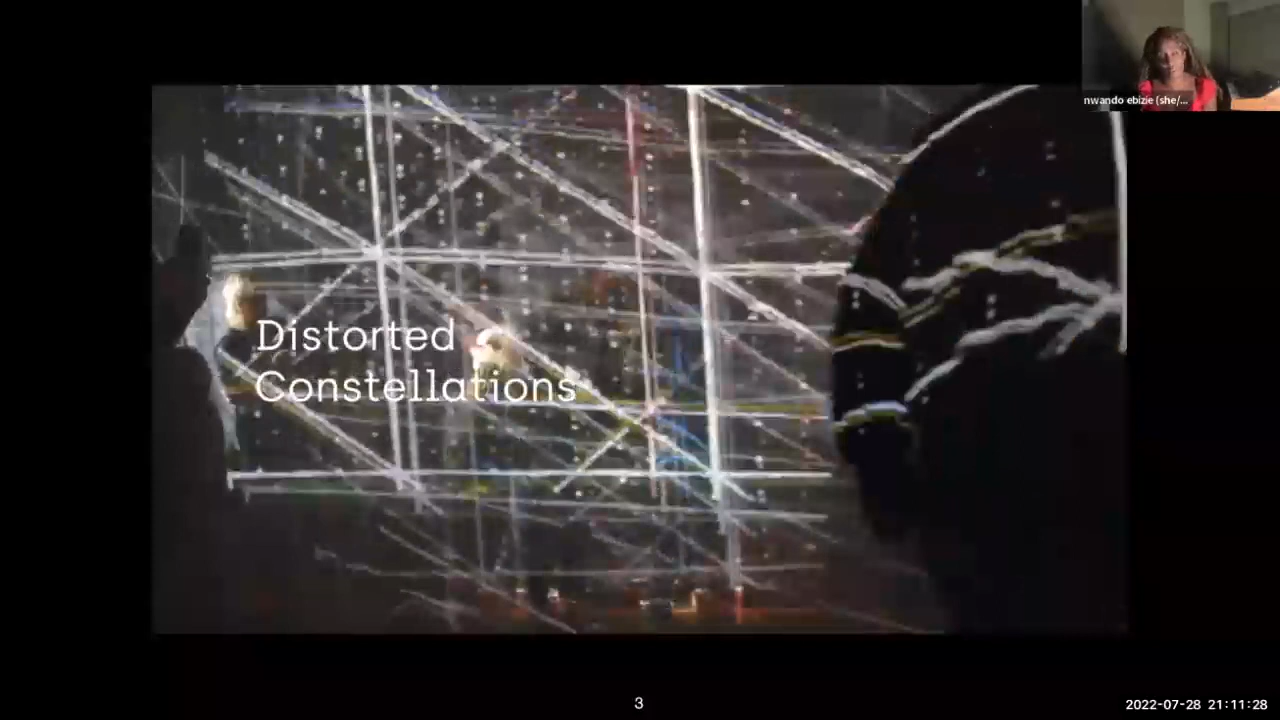 nwando ebizie (she/...
Distorted
Constellations
3
2022-07-28 21:11:28